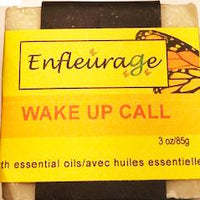 Enfleurage
WAKE UP CALL
3 oz/85g
th essential oils/avec huiles essentielle